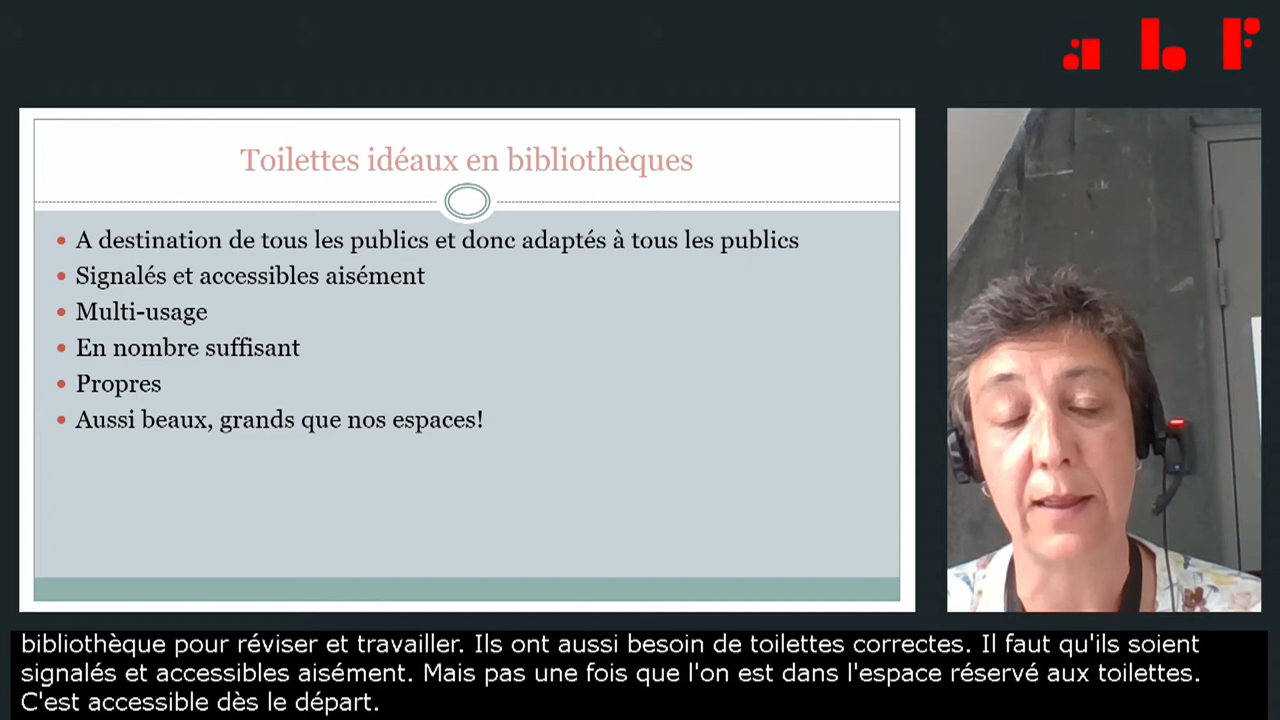 abf
Toilettes idéaux en bibliothèques
• A destination de tous les publics et donc adaptés à tous les publics
• Signalés et accessibles aisément
• Multi-usage
• En nombre suffisant
• Propres
• Aussi beaux, grands que nos espaces!
bibliothèque pour réviser et travailler. Ils ont aussi besoin de toilettes correctes. Il faut qu'ils soient
signalés et accessibles aisément. Mais pas une fois que l'on est dans l'espace réservé aux toilettes.
C'est accessible dès le départ.